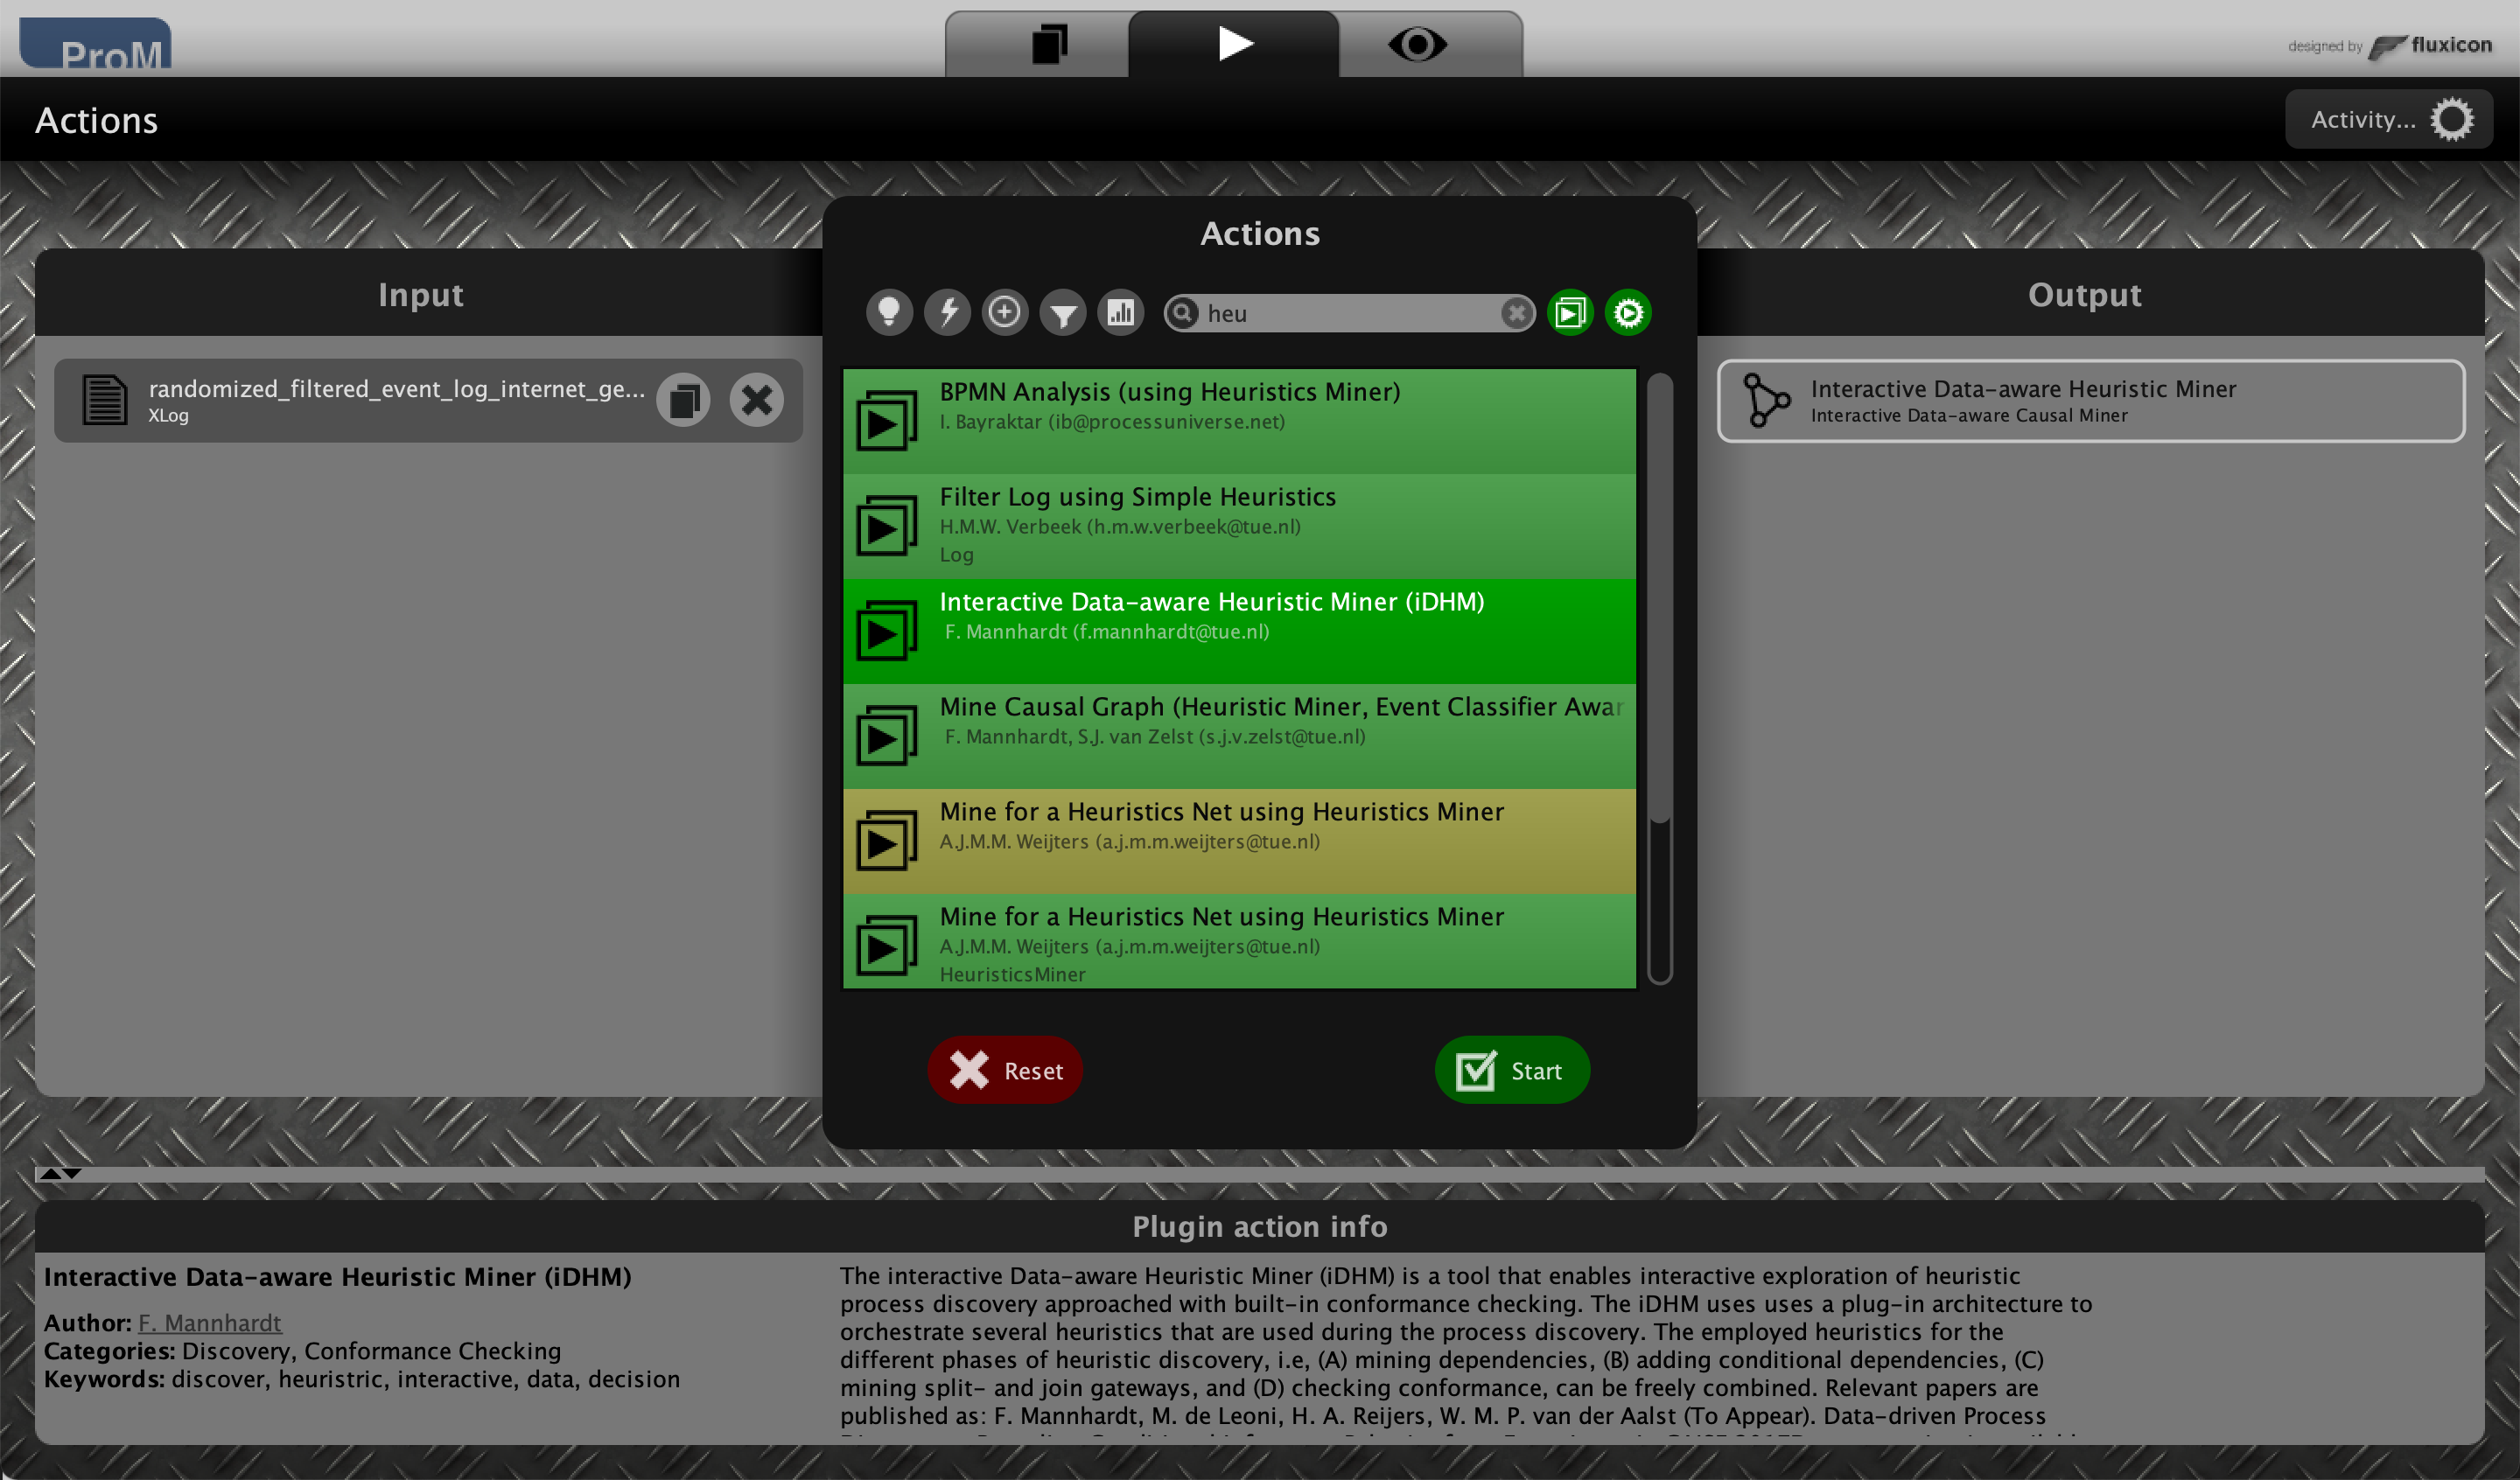 ProM
designed by fluxicon
Actions
Activity...
Input
randomized_filtered_event_log_internet_ge...
XLog
Actions
heu
BPMN Analysis (using Heuristics Miner)
I. Bayraktar (ib@processuniverse.net)
Filter Log using Simple Heuristics
H.M.W. Verbeek (h.m.w.verbeek@tue.nl)
Log
Interactive Data-aware Heuristic Miner (iDHM)
F. Mannhardt (f.mannhardt@tue.nl)
Mine Causal Graph (Heuristic Miner, Event Classifier Awar
F. Mannhardt, S.J. van Zelst (s.j.v.zelst@tue.nl)
Mine for a Heuristics Net using Heuristics Miner
A.J.M.M. Weijters (a.j.m.m.weijters@tue.nl)
Mine for a Heuristics Net using Heuristics Miner
A.J.M.M. Weijters (a.j.m.m.weijters@tue.nl)
HeuristicsMiner
Reset
Start
Output
Interactive Data-aware Heuristic Miner
Interactive Data-aware Causal Miner
Plugin action info
Interactive Data-aware Heuristic Miner (iDHM)
Author: F. Mannhardt
Categories: Discovery, Conformance Checking
Keywords: discover, heuristric, interactive, data, decision
The interactive Data-aware Heuristic Miner (iDHM) is a tool that enables interactive exploration of heuristic
process discovery approached with built-in conformance checking. The iDHM uses uses a plug-in architecture to
orchestrate several heuristics that are used during the process discovery. The employed heuristics for the
different phases of heuristic discovery, i.e, (A) mining dependencies, (B) adding conditional dependencies, (C)
mining split- and join gateways, and (D) checking conformance, can be freely combined. Relevant papers are
published as: F. Mannhardt, M. de Leoni, H. A. Reijers, W. M. P. van der Aalst (To Appear). Data-driven Process